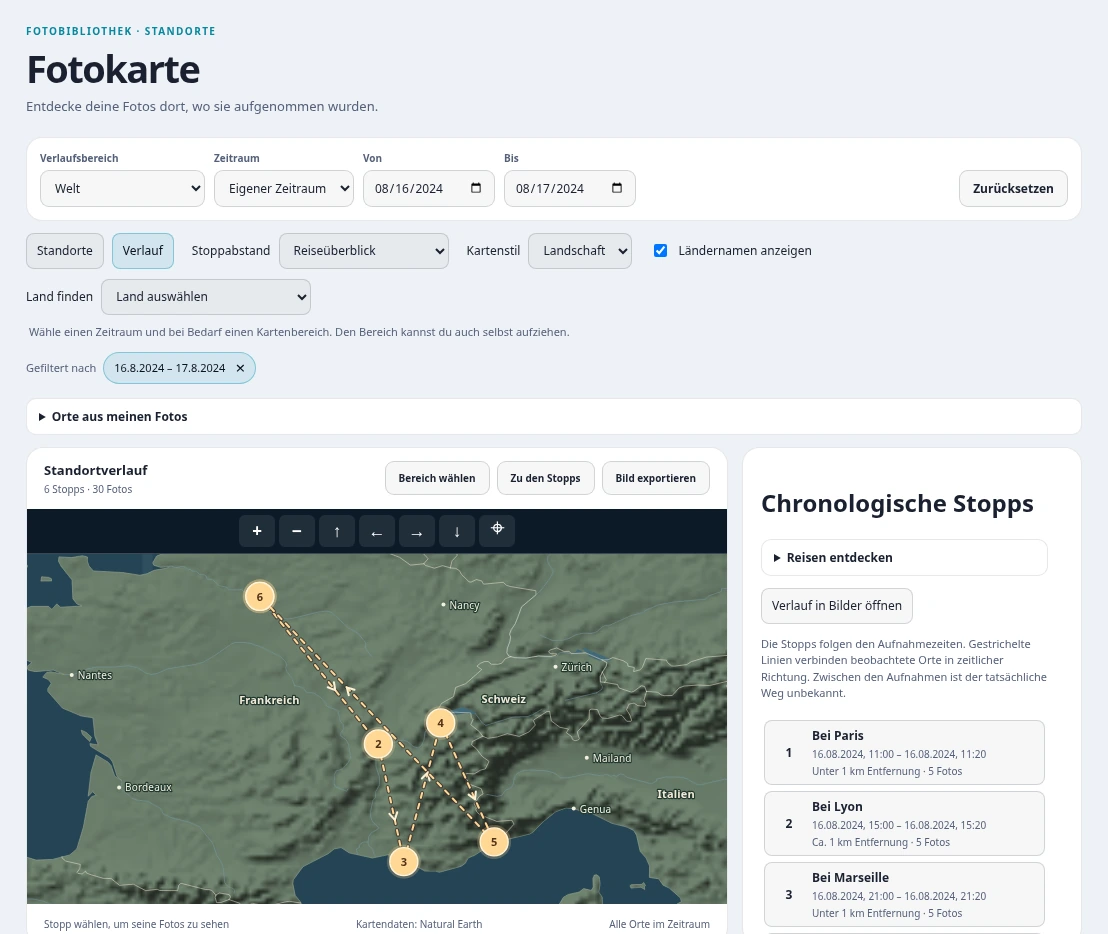 FOTOBIBLIOTHEK · STANDORTE
Fotokarte
Entdecke deine Fotos dort, wo sie aufgenommen wurden.
Verlaufsbereich
Zeitraum
Von
Bis
Welt
Eigener Zeitraum
08/16/2024
08/17/2024
Zurücksetzen
Standorte
Verlauf
Stoppabstand
Reiseüberblick
Kartenstil
Landschaft
Ländernamen anzeigen
Land finden
Land auswählen
Wähle einen Zeitraum und bei Bedarf einen Kartenbereich. Den Bereich kannst du auch selbst aufziehen.
Gefiltert nach
16.8.2024 – 17.8.2024 ✕
Orte aus meinen Fotos
Standortverlauf
6 Stopps · 30 Fotos
Bereich wählen
Zu den Stopps
Bild exportieren
+ − ↑ ← → ↓ ⌖
6
Nancy
Nantes
Zürich
Frankreich
Schweiz
4
2
Mailand
Bordeaux
Italien
Genua
5
3
Stopp wählen, um seine Fotos zu sehen
Kartendaten: Natural Earth
Alle Orte im Zeitraum
Chronologische Stopps
Reisen entdecken
Verlauf in Bilder öffnen
Die Stopps folgen den Aufnahmezeiten. Gestrichelte
Linien verbinden beobachtete Orte in zeitlicher
Richtung. Zwischen den Aufnahmen ist der tatsächliche
Weg unbekannt.
1
Bei Paris
16.08.2024, 11:00 – 16.08.2024, 11:20
Unter 1 km Entfernung · 5 Fotos
2
Bei Lyon
16.08.2024, 15:00 – 16.08.2024, 15:20
Ca. 1 km Entfernung · 5 Fotos
3
Bei Marseille
16.08.2024, 21:00 – 16.08.2024, 21:20
Unter 1 km Entfernung · 5 Fotos